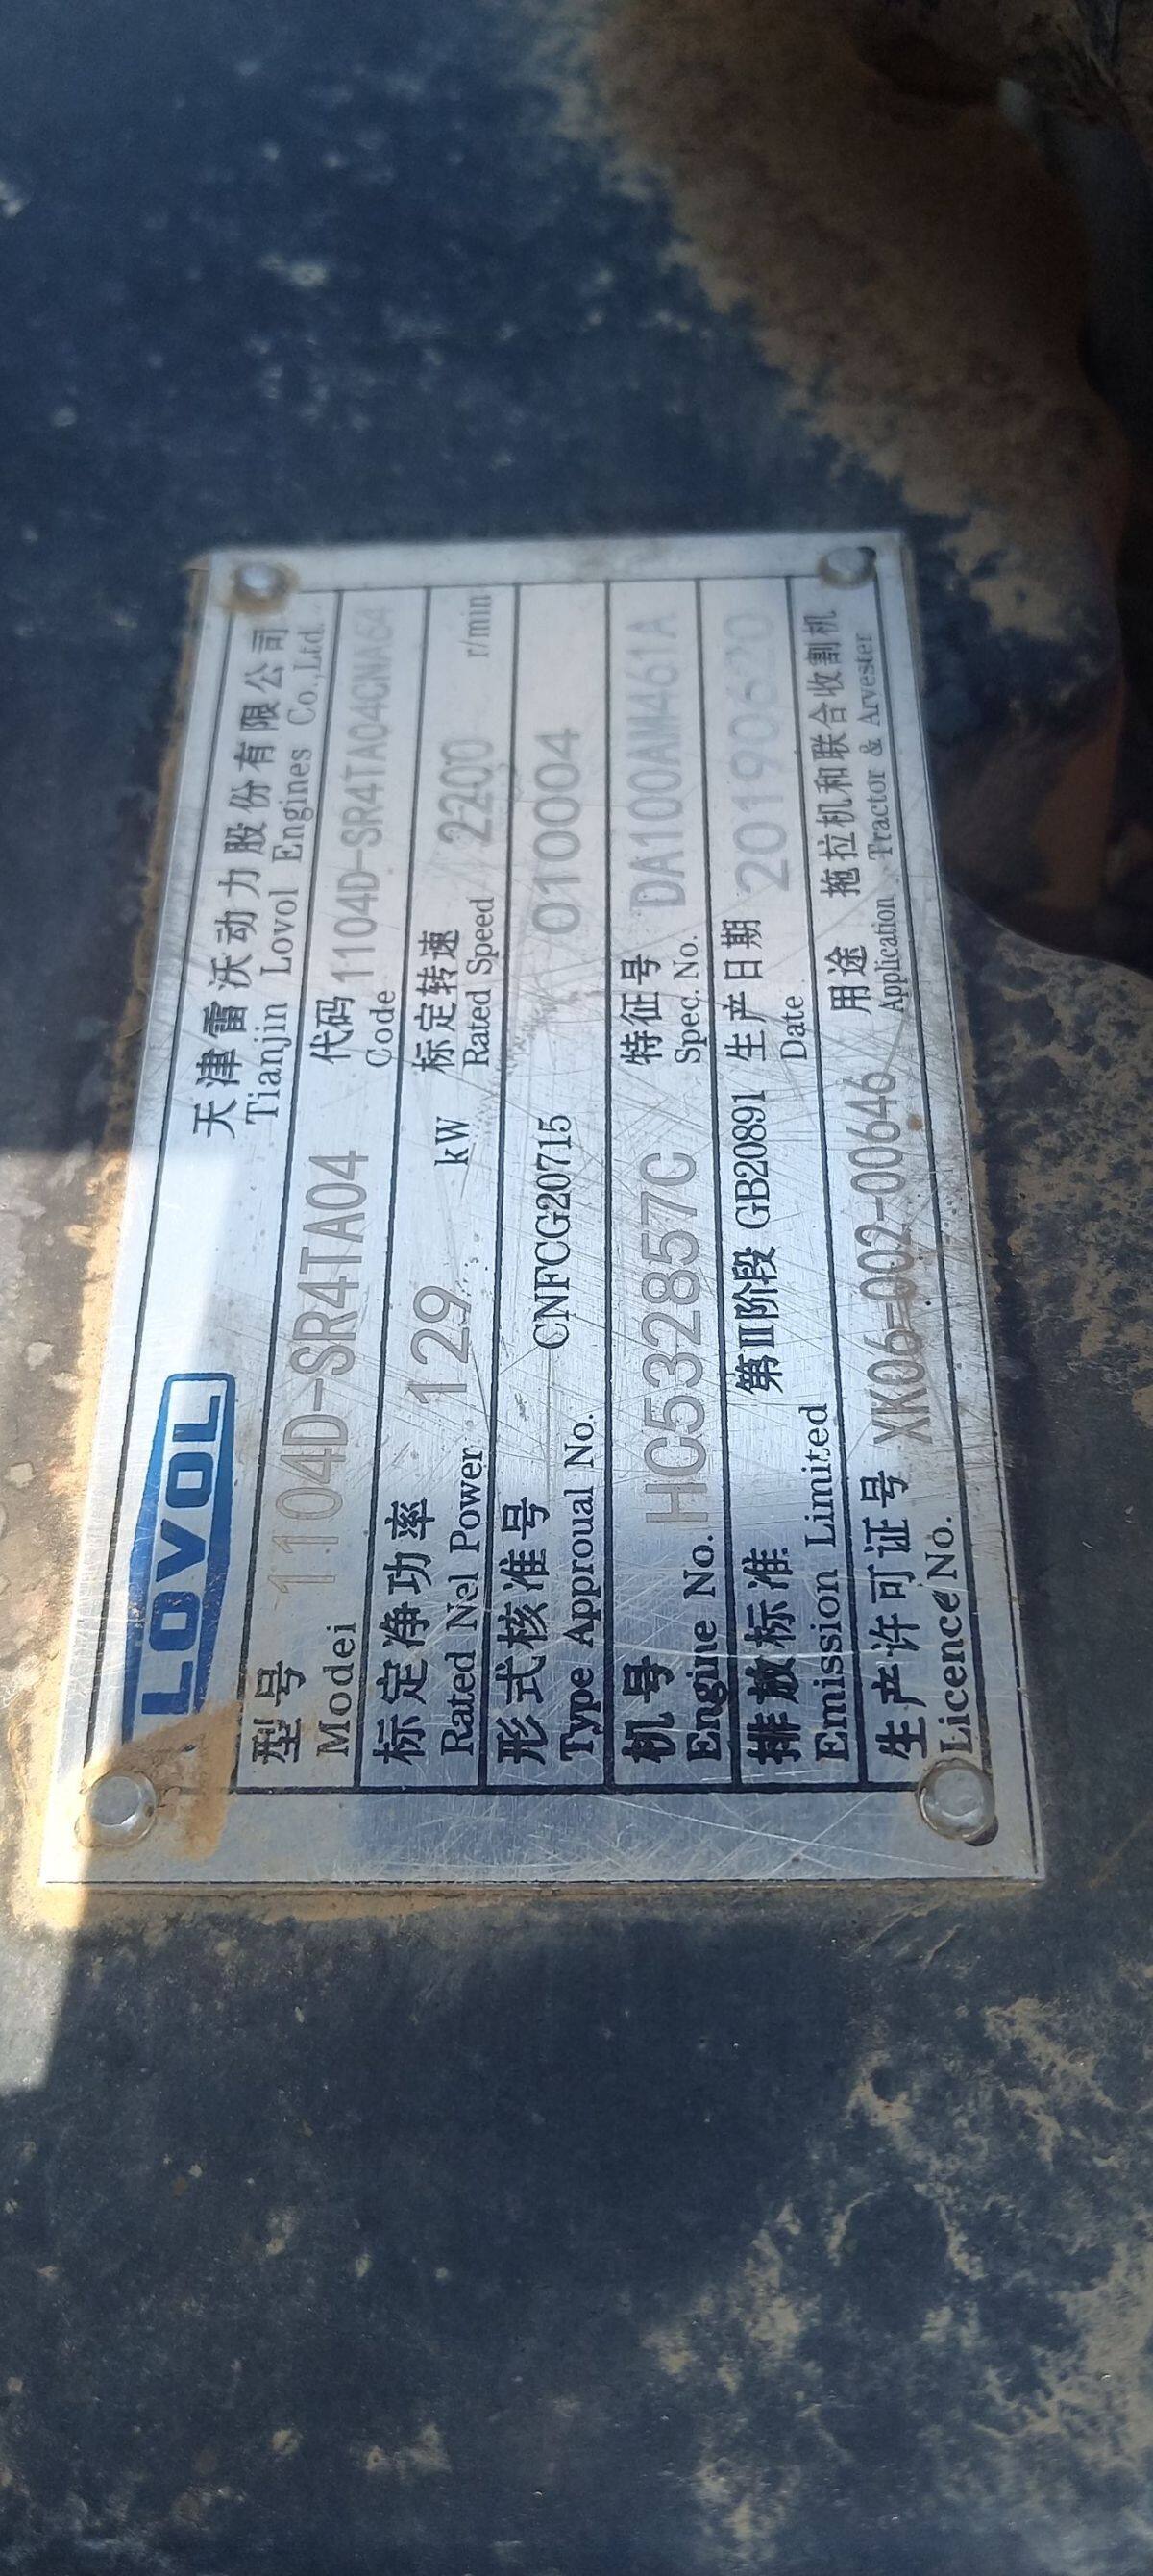 LOVOL
天津雷沃动力股份有限公司
Tianjin Lovol Engines Co.,Ltd.
型号 1104D-SR4TA04 代码 1104D-SR4TA04CNA64
Modei Code
标定净功率 129 kW 标定转速 2200 r/min
Rated Nel Power Rated Speed
形式核准号 CNFCG20715 010004
Type Approual No.
机号 HC532857C 特征号 DA100AM461A
Engine No. Spec.No.
排放标准 第II阶段 GB20891 生产日期 20190620
Emission Limited Date
生产许可证号 XK06-002-00646 用途 拖拉机和联合收割机
Licence No. Application Tractor & Arvester